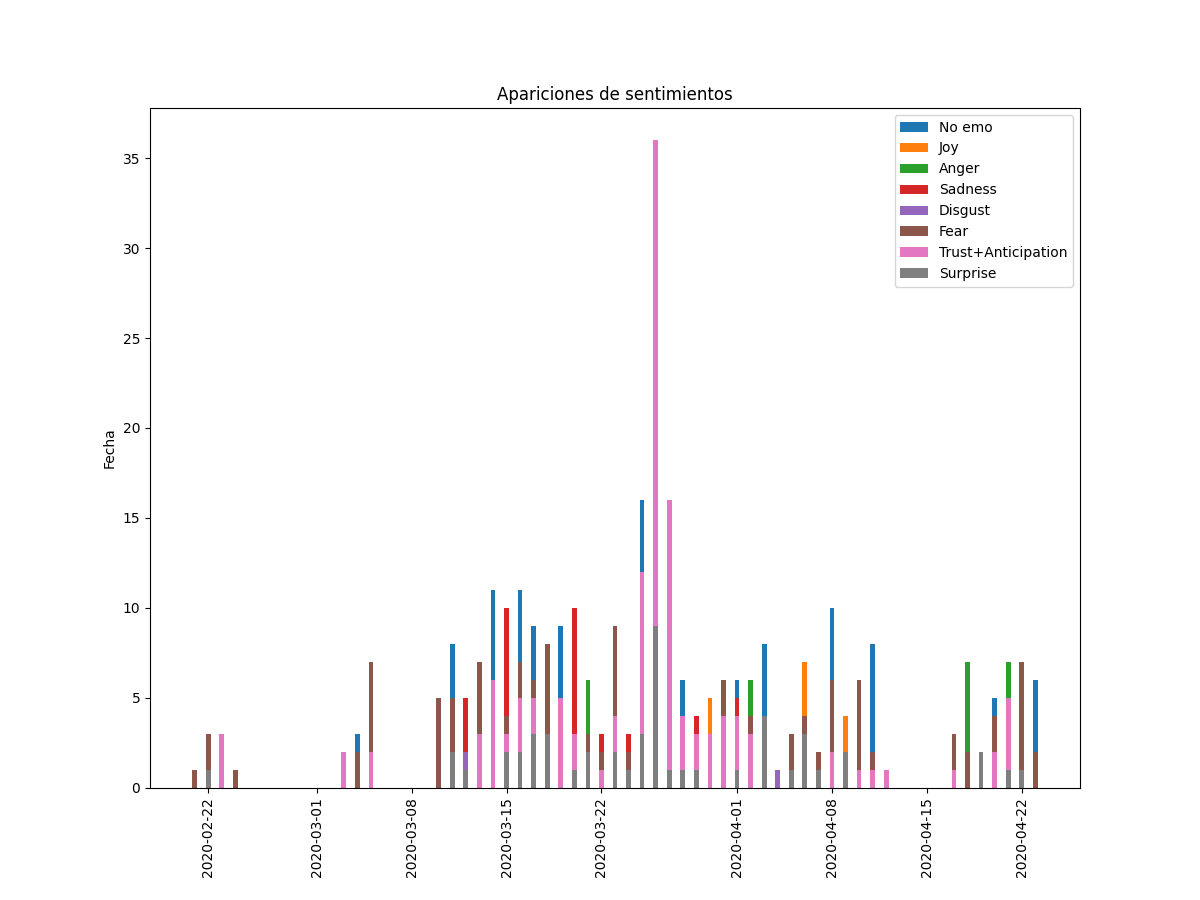 Apariciones de sentimientos
No emo
Joy
Anger
Sadness
Disgust
Fear
Trust+Anticipation
Surprise
Fecha
35
30
25
20
15
10
5
0
2020-02-22
2020-03-01
2020-03-08
2020-03-15
2020-03-22
2020-04-01
2020-04-08
2020-04-15
2020-04-22